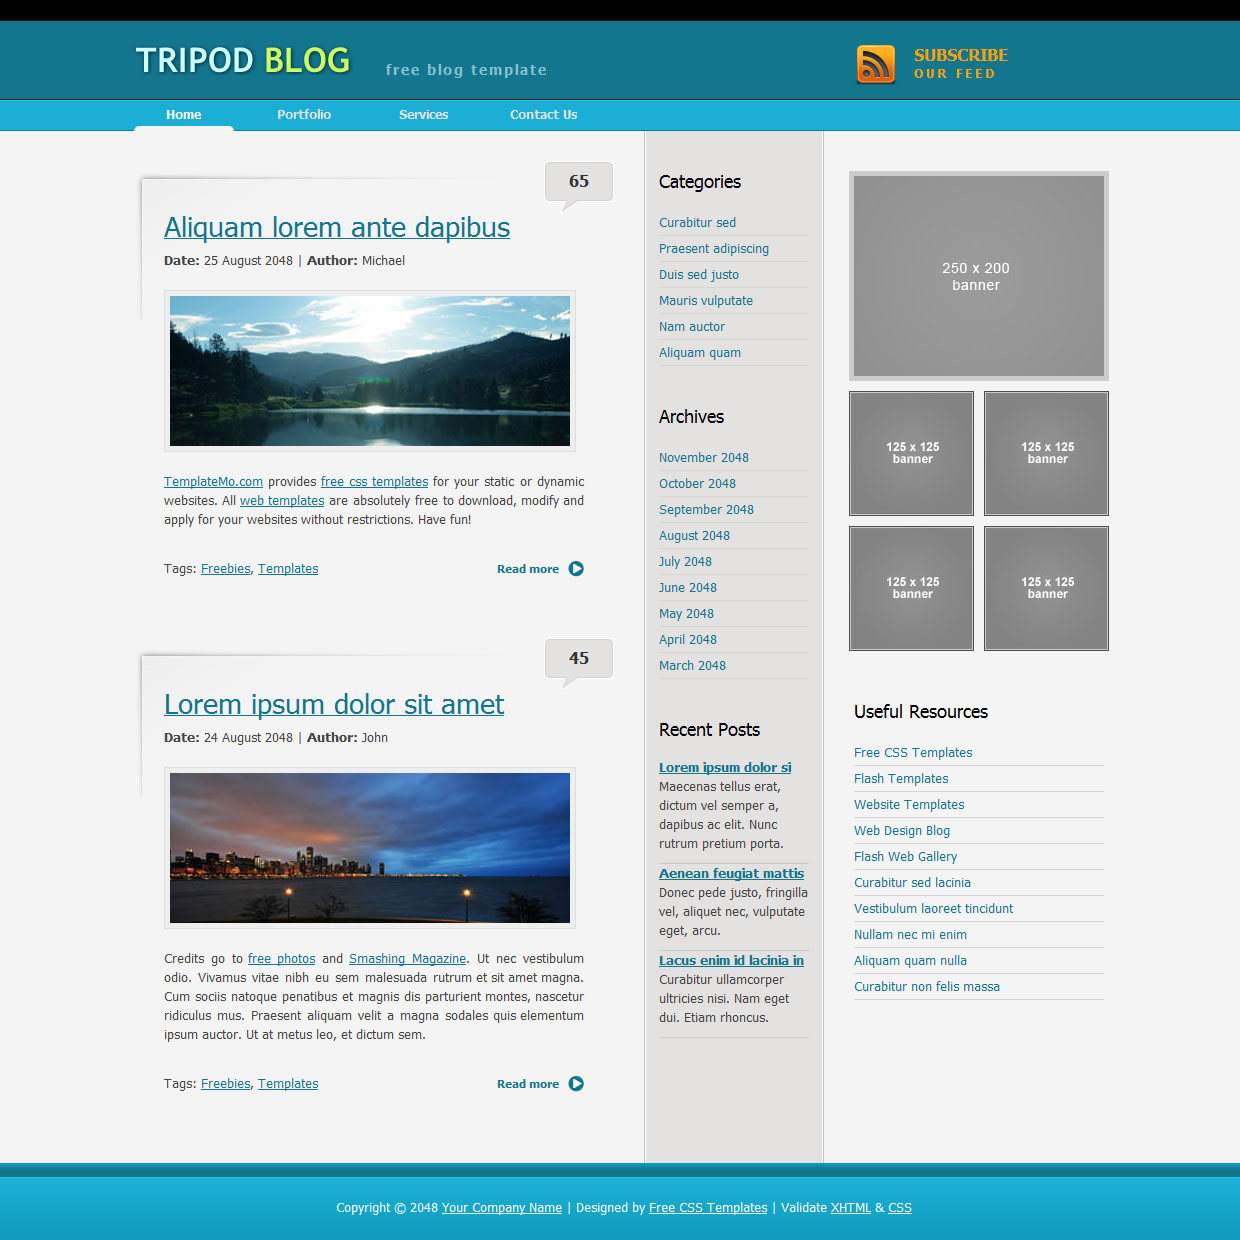 TRIPOD BLOG
free blog template
SUBSCRIBE
OUR FEED
Home
Portfolio
Services
Contact Us
65
Aliquam lorem ante dapibus
Date: 25 August 2048 | Author: Michael
TemplateMo.com provides free css templates for your static or dynamic
websites. All web templates are absolutely free to download, modify and
apply for your websites without restrictions. Have fun!
Tags: Freebies, Templates
Read more
45
Lorem ipsum dolor sit amet
Date: 24 August 2048 | Author: John
Credits go to free photos and Smashing Magazine. Ut nec vestibulum
odio. Vivamus vitae nibh eu sem malesuada rutrum et sit amet magna.
Cum sociis natoque penatibus et magnis dis parturient montes, nascetur
ridiculus mus. Praesent aliquam velit a magna sodales quis elementum
ipsum auctor. Ut at metus leo, et dictum sem.
Tags: Freebies, Templates
Read more
Categories
Curabitur sed
Praesent adipiscing
Duis sed justo
Mauris vulputate
Nam auctor
Aliquam quam
Archives
November 2048
October 2048
September 2048
August 2048
July 2048
June 2048
May 2048
April 2048
March 2048
Recent Posts
Lorem ipsum dolor si
Maecenas tellus erat,
dictum vel semper a,
dapibus ac elit. Nunc
rutrum pretium porta.
Aenean feugiat mattis
Donec pede justo, fringilla
vel, aliquet nec, vulputate
eget, arcu.
Lacus enim id lacinia in
Curabitur ullamcorper
ultricies nisi. Nam eget
dui. Etiam rhoncus.
250 x 200
banner
125 x 125
banner
125 x 125
banner
125 x 125
banner
125 x 125
banner
Useful Resources
Free CSS Templates
Flash Templates
Website Templates
Web Design Blog
Flash Web Gallery
Curabitur sed lacinia
Vestibulum laoreet tincidunt
Nullam nec mi enim
Aliquam quam nulla
Curabitur non felis massa
Copyright © 2048 Your Company Name | Designed by Free CSS Templates | Validate XHTML & CSS